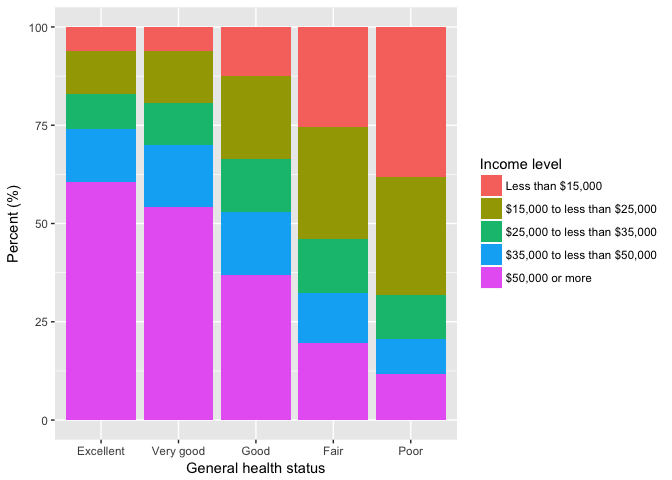 100
75
50
25
0
Percent (%)
Excellent Very good Good Fair Poor
General health status
Income level
Less than $15,000
$15,000 to less than $25,000
$25,000 to less than $35,000
$35,000 to less than $50,000
$50,000 or more